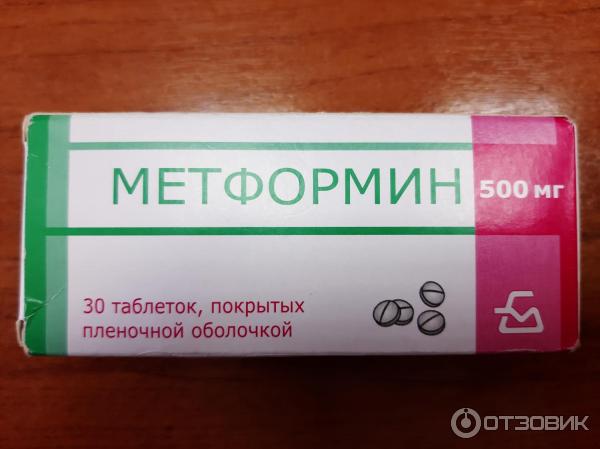 МЕТФОРМИН
500 мг
30 таблеток, покрытых
пленочной оболочкой
ОТЗОВИК